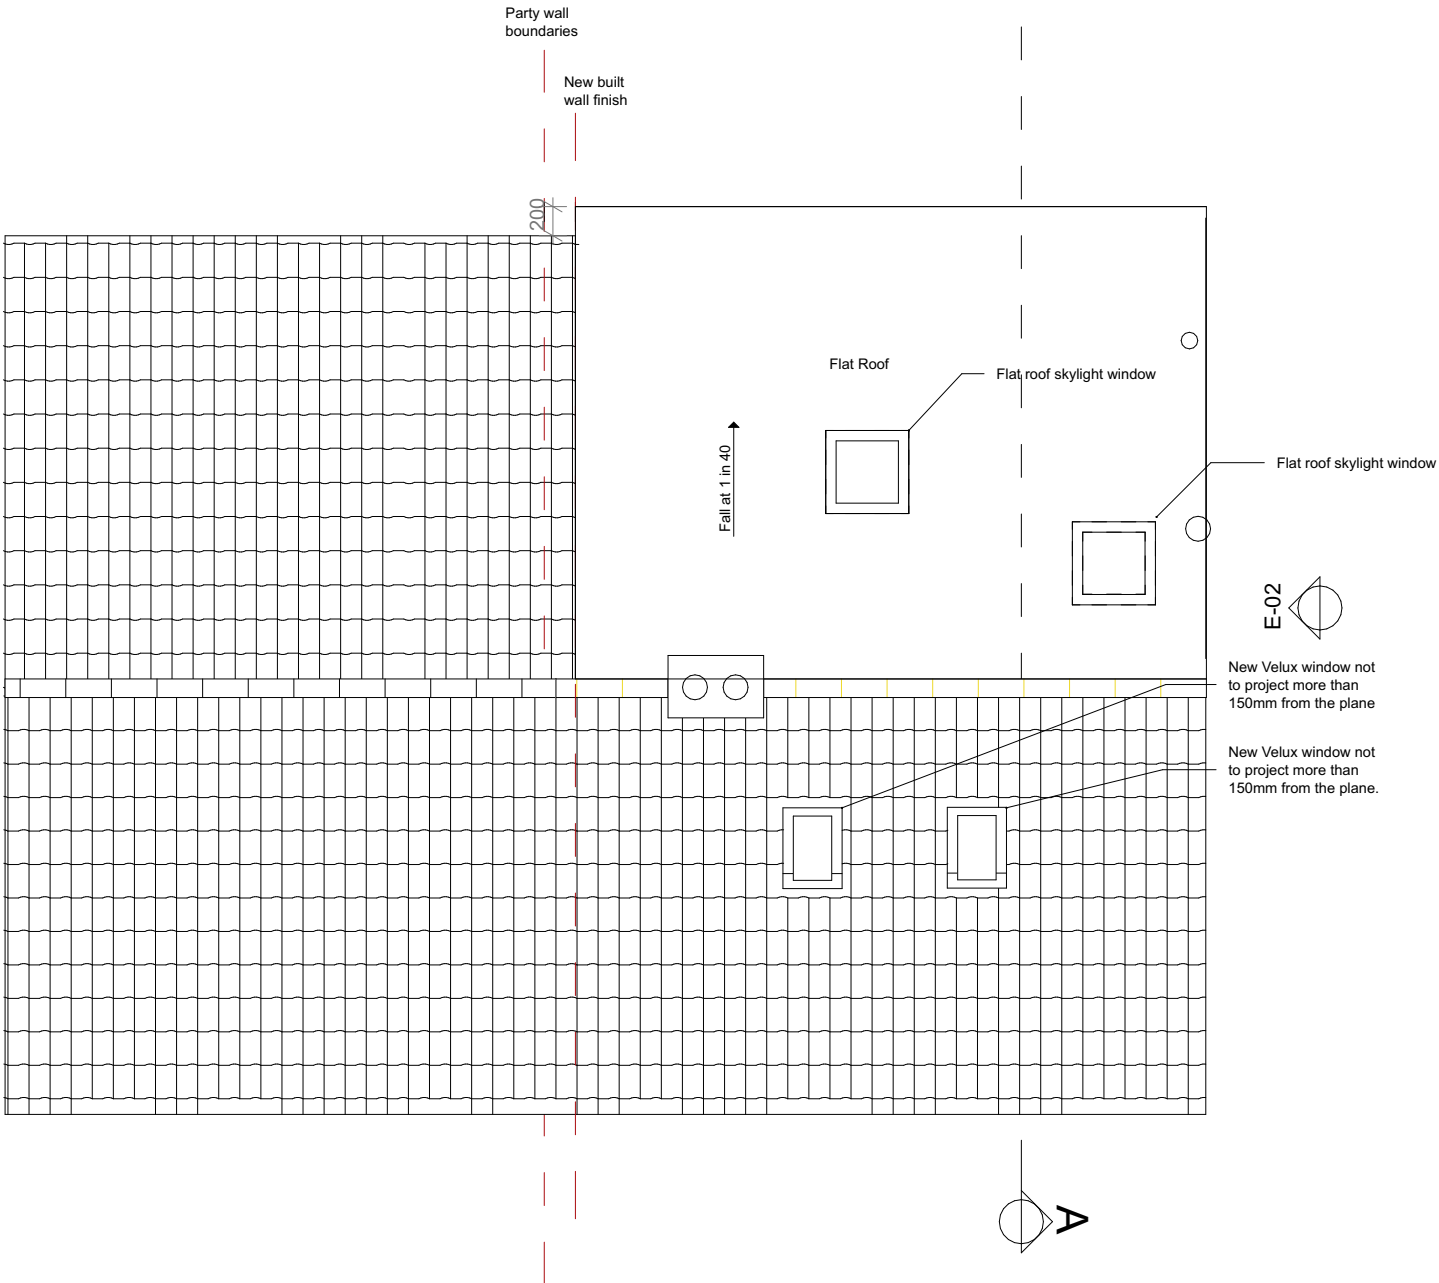 Party wall
boundaries
New built
wall finish
200
Flat Roof
Flat roof skylight window
Fall at 1 in 40
Flat roof skylight window
E-02
New Velux window not
to project more than
150mm from the plane
New Velux window not
to project more than
150mm from the plane.
A